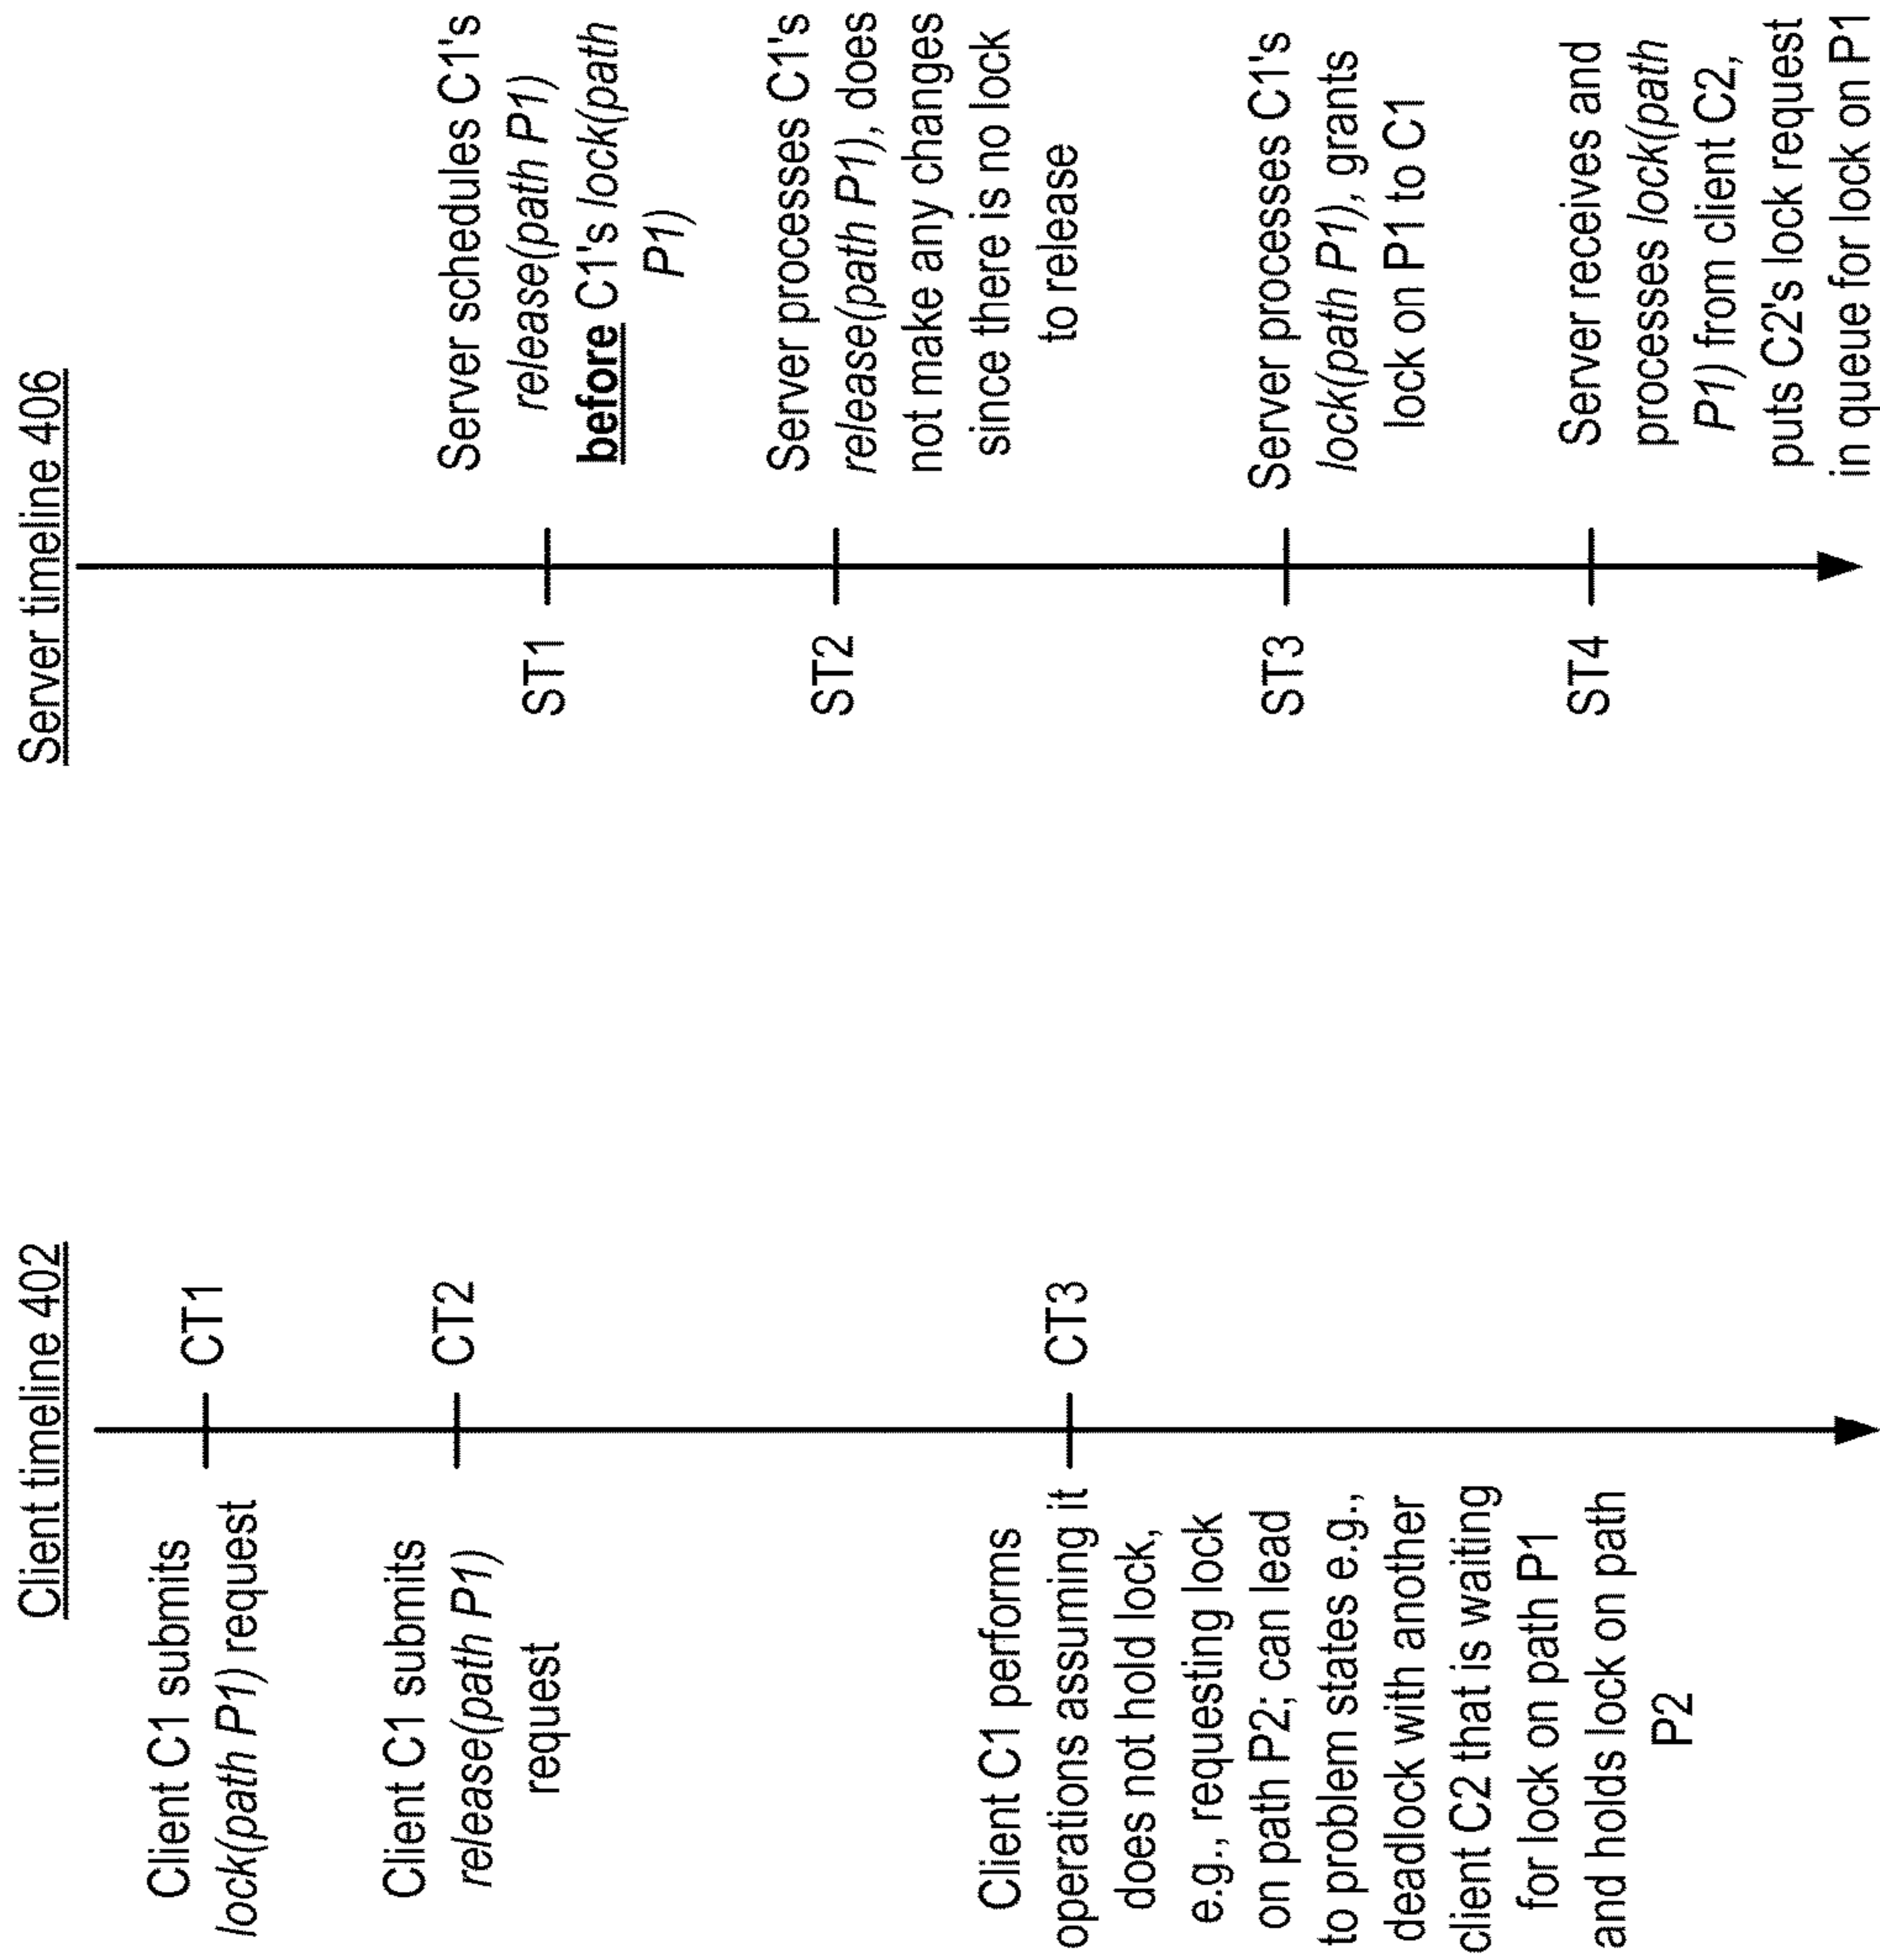 Client timeline 402
Client C1 submits
lock(path P1) request
CT1
Client C1 submits
release(path P1)
request
CT2
Client C1 performs
operations assuming it
does not hold lock,
e.g., requesting lock
on path P2; can lead
to problem states e.g.,
deadlock with another
client C2 that is waiting
for lock on path P1
and holds lock on path
P2
CT3
Server timeline 406
ST1
Server schedules C1's
release(path P1)
before C1's lock(path
P1)
ST2
Server processes C1's
release(path P1), does
not make any changes
since there is no lock
to release
ST3
Server processes C1's
lock(path P1), grants
lock on P1 to C1
ST4
Server receives and
processes lock(path
P1) from client C2,
puts C2's lock request
in queue for lock on P1